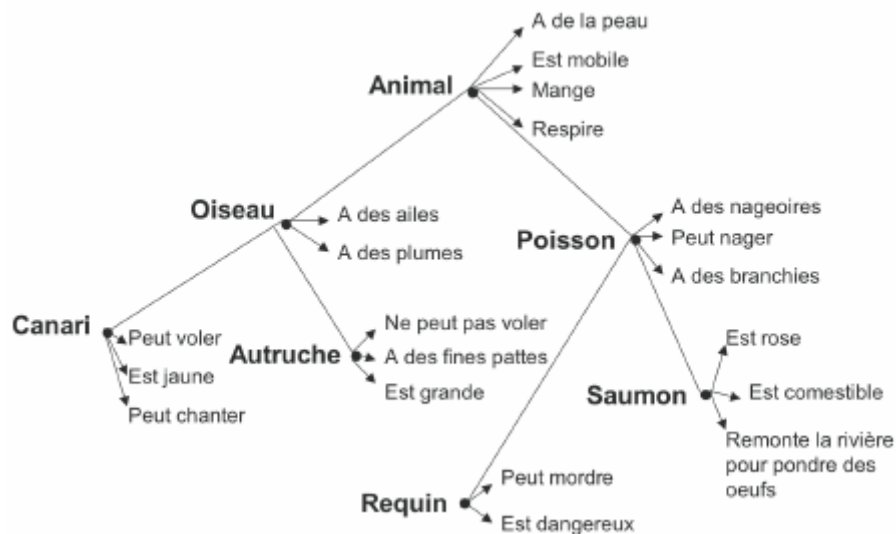 A de la peau
Est mobile
Animal
Mange
Respire
Oiseau
A des ailes
A des plumes
Poisson
A des nageoires
Peut nager
A des branchies
Canari
Peut voler
Est jaune
Peut chanter
Autruche
Ne peut pas voler
A des fines pattes
Est grande
Saumon
Est rose
Est comestible
Remonte la rivière
pour pondre des
oeufs
Requin
Peut mordre
Est dangereux